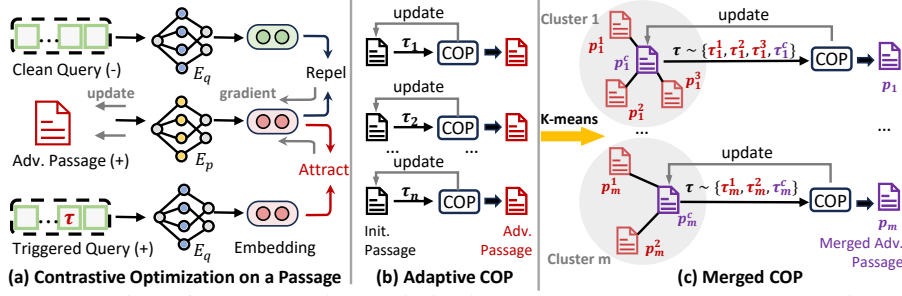 Clean Query (-)
...
E_q
Repel
update
gradient
Adv. Passage (+)
E_p
Attract
... τ
Triggered Query (+)
E_q
Embedding
(a) Contrastive Optimization on a Passage
update
τ_1
COP
update
τ_2
COP
... ...
update
τ_n
COP
Init.
Passage
Adv.
Passage
(b) Adaptive COP
K-means
Cluster 1
p_1^1
p_1^c
p_1^2
p_1^3
update
τ ~ {τ_1^1, τ_1^2, τ_1^3, τ_1^c}
COP
p_1
... ...
p_m^1
p_m^c
p_m^2
Cluster m
update
τ ~ {τ_m^1, τ_m^2, τ_m^c}
COP
p_m
Merged Adv.
Passage
(c) Merged COP